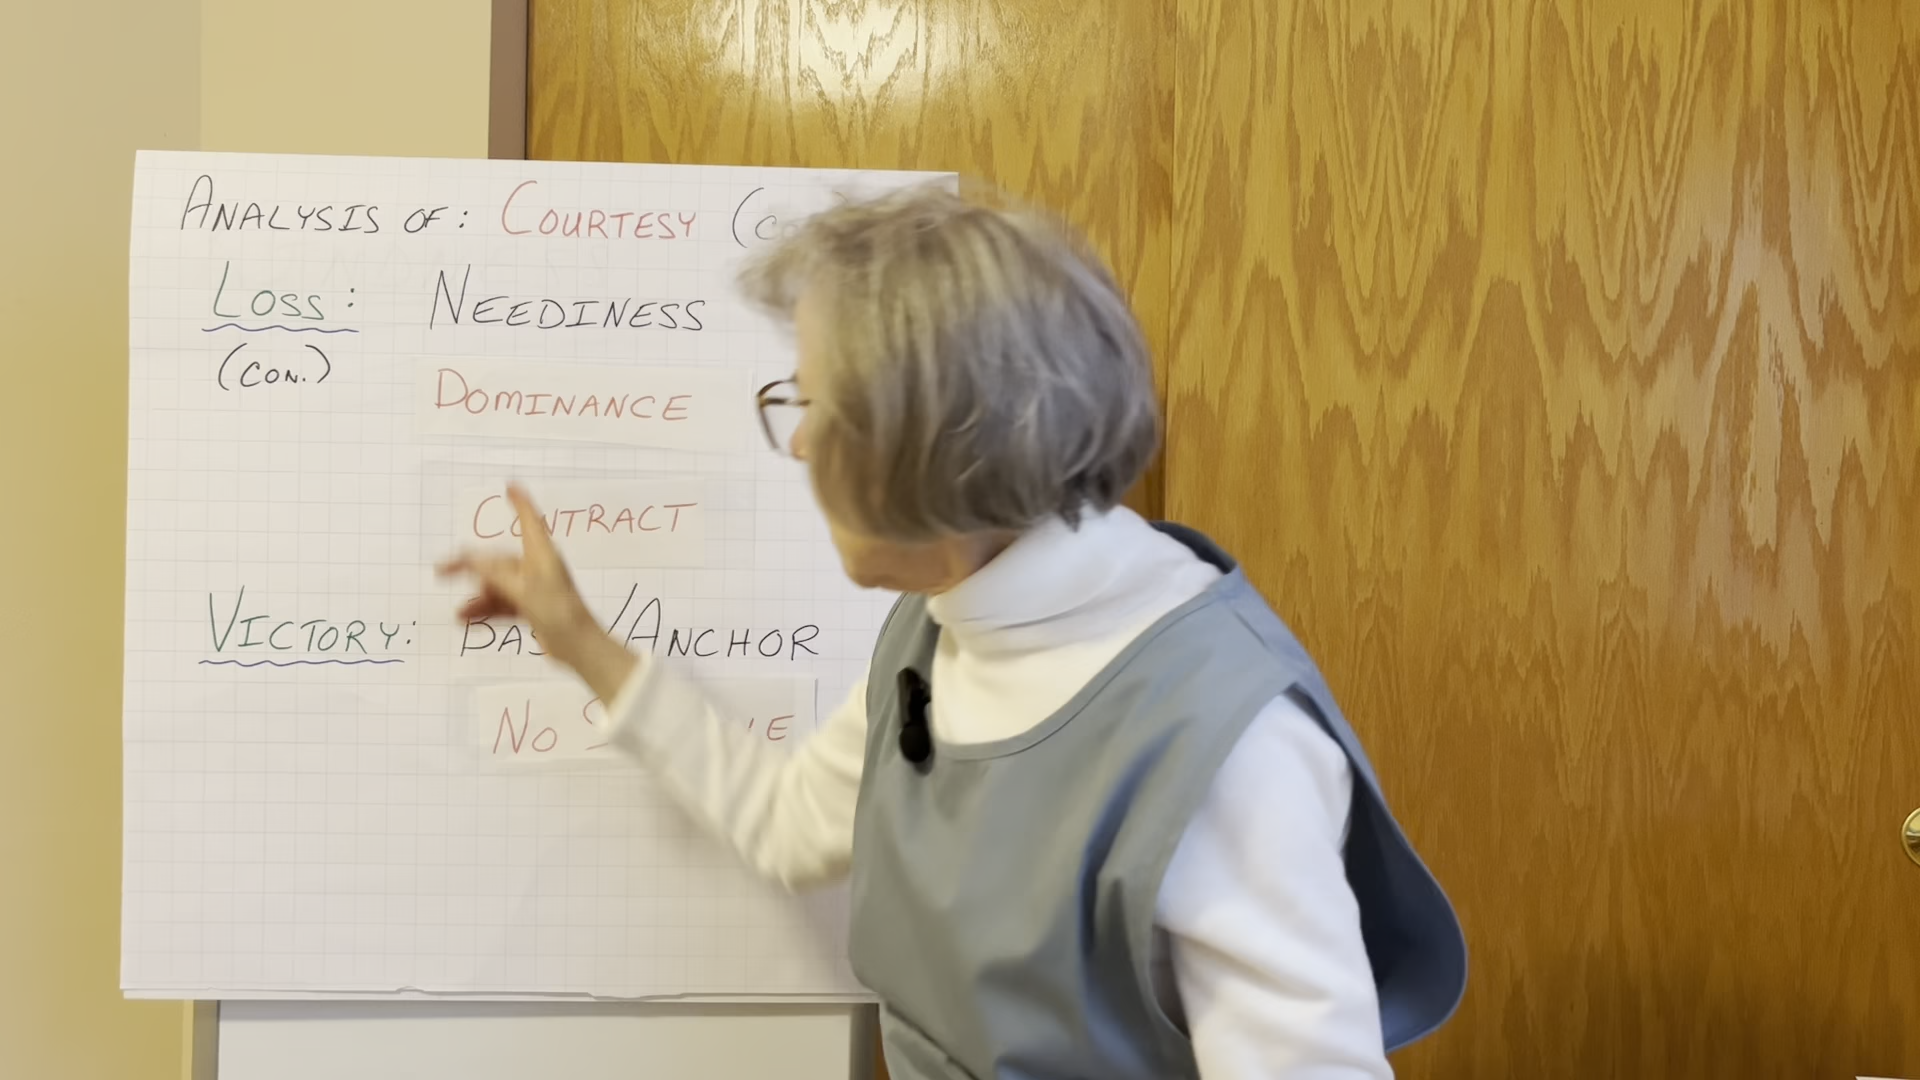 ANALYSIS OF: COURTESY
LOSS: NEEDINESS
(CON.)
DOMINANCE
CONTRACT
VICTORY: /ANCHOR
NO